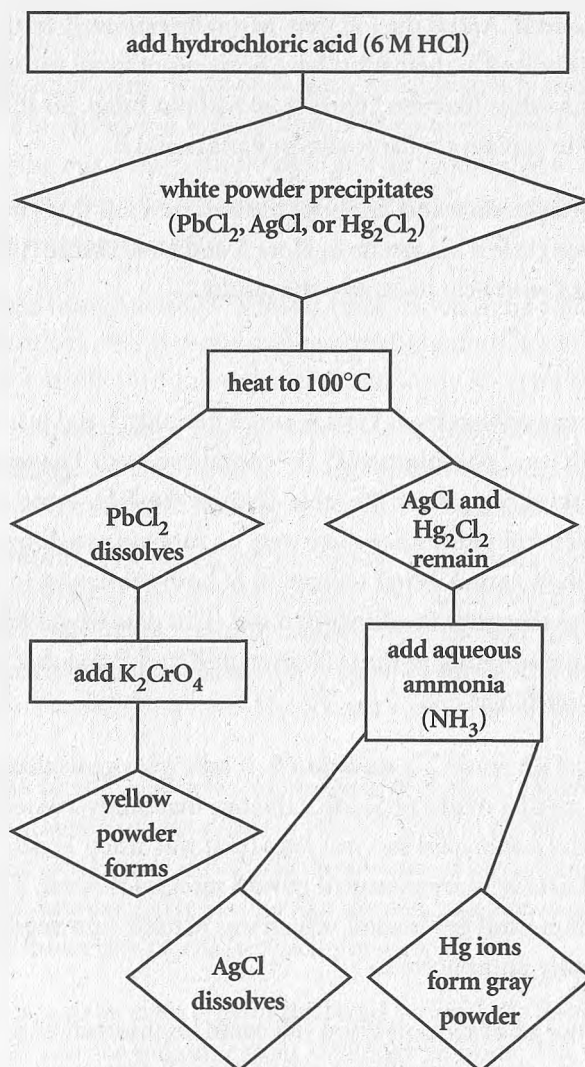 add hydrochloric acid (6 M HCl)
white powder precipitates
(PbCl₂, AgCl, or Hg₂Cl₂)
heat to 100°C
PbCl₂
dissolves
AgCl and
Hg₂Cl₂
remain
add K₂CrO₄
add aqueous
ammonia
(NH₃)
yellow
powder
forms
AgCl
dissolves
Hg ions
form gray
powder